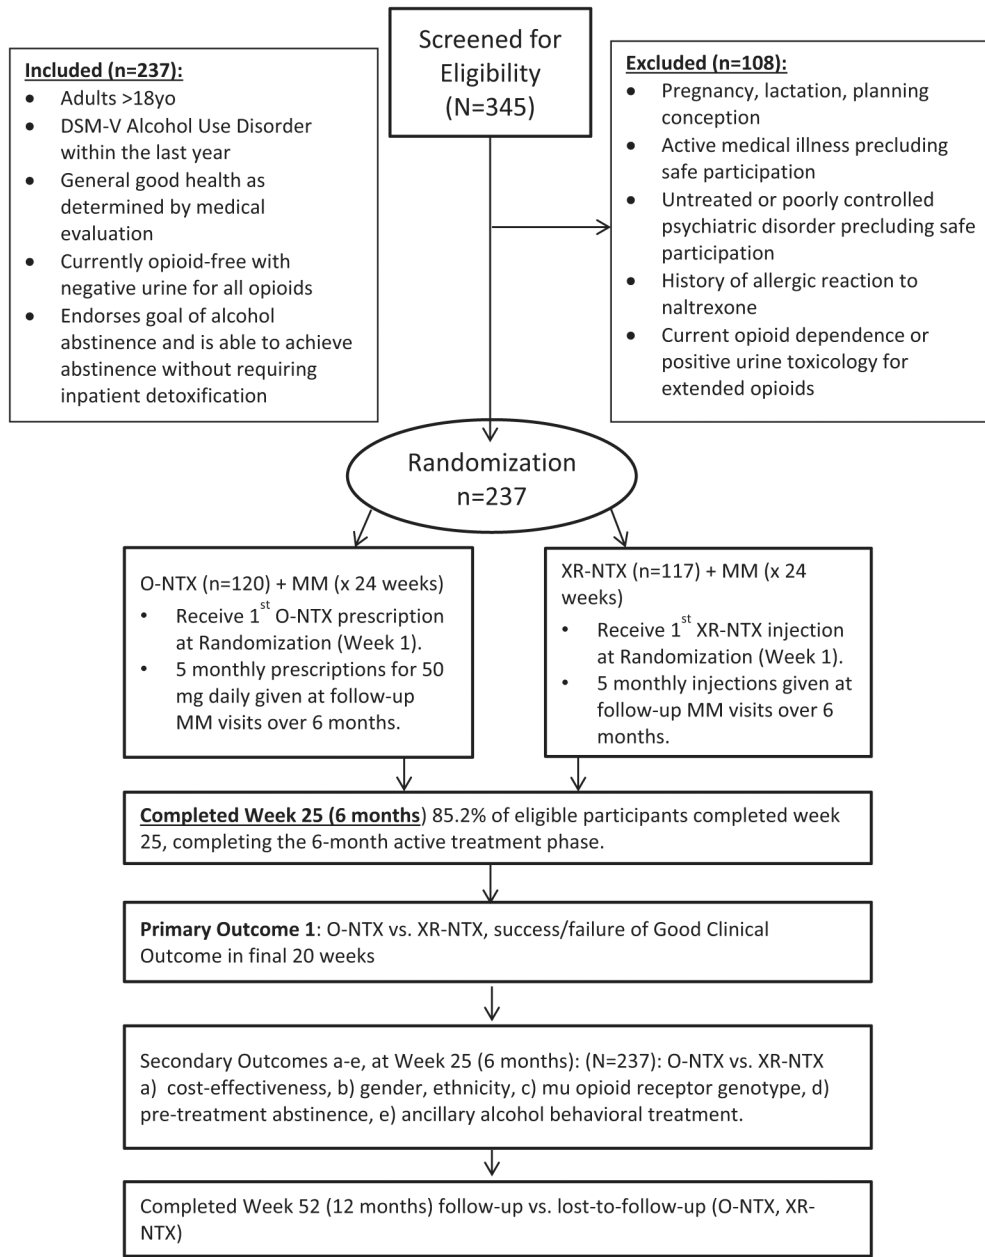 Screened for
Eligibility
(N=345)
Included (n=237):
• Adults >18yo
• DSM-V Alcohol Use Disorder
within the last year
• General good health as
determined by medical
evaluation
• Currently opioid-free with
negative urine for all opioids
• Endorses goal of alcohol
abstinence and is able to achieve
abstinence without requiring
inpatient detoxification
Excluded (n=108):
• Pregnancy, lactation, planning
conception
• Active medical illness precluding
safe participation
• Untreated or poorly controlled
psychiatric disorder precluding safe
participation
• History of allergic reaction to
naltrexone
• Current opioid dependence or
positive urine toxicology for
extended opioids
Randomization
n=237
O-NTX (n=120) + MM (x 24 weeks)
• Receive 1st O-NTX prescription
at Randomization (Week 1).
• 5 monthly prescriptions for 50
mg daily given at follow-up
MM visits over 6 months.
XR-NTX (n=117) + MM (x 24
weeks)
• Receive 1st XR-NTX injection
at Randomization (Week 1).
• 5 monthly injections given at
follow-up MM visits over 6
months.
Completed Week 25 (6 months) 85.2% of eligible participants completed week
25, completing the 6-month active treatment phase.
Primary Outcome 1: O-NTX vs. XR-NTX, success/failure of Good Clinical
Outcome in final 20 weeks
Secondary Outcomes a-e, at Week 25 (6 months): (N=237): O-NTX vs. XR-NTX
a) cost-effectiveness, b) gender, ethnicity, c) mu opioid receptor genotype, d)
pre-treatment abstinence, e) ancillary alcohol behavioral treatment.
Completed Week 52 (12 months) follow-up vs. lost-to-follow-up (O-NTX, XR-
NTX)